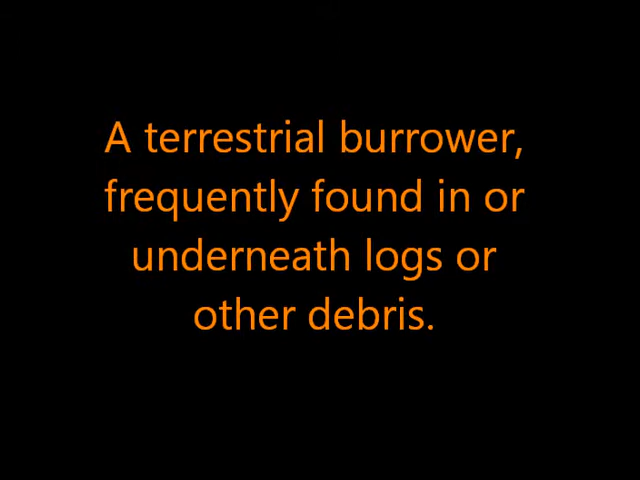 A terrestrial burrower,
frequently found in or
underneath logs or
other debris.